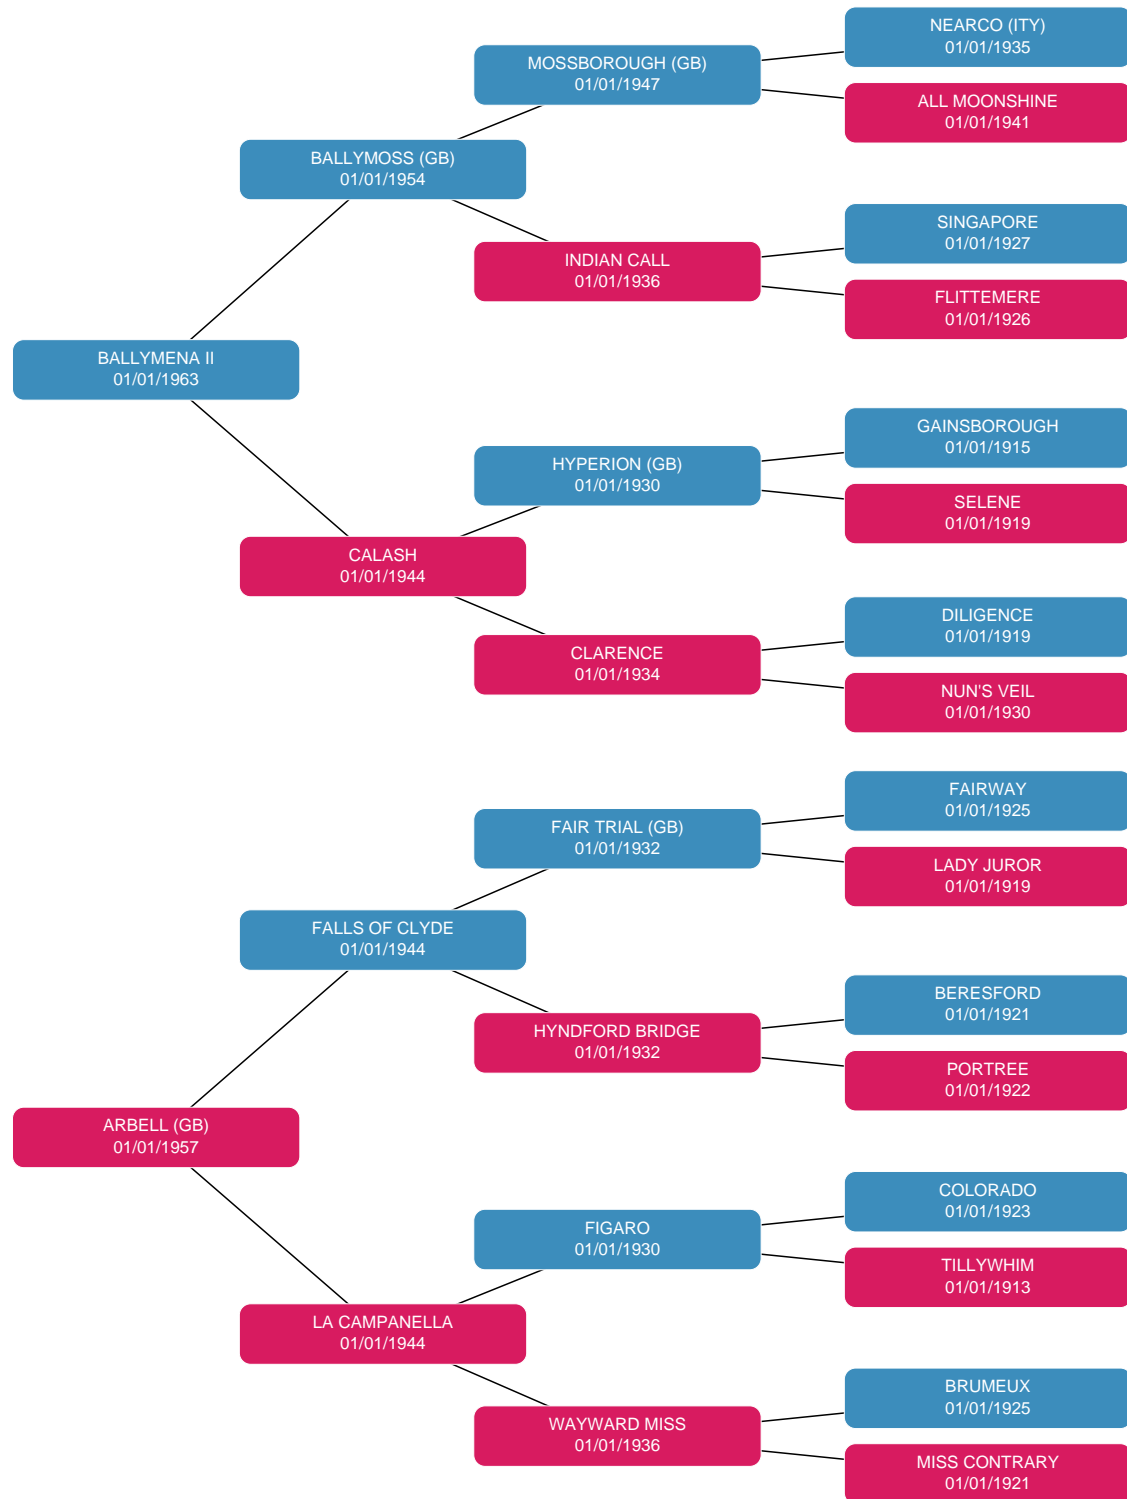 NEARCO (ITY)
01/01/1935
MOSSBOROUGH (GB)
01/01/1947
ALL MOONSHINE
01/01/1941
BALLYMOSS (GB)
01/01/1954
SINGAPORE
01/01/1927
INDIAN CALL
01/01/1936
FLITTEMERE
01/01/1926
BALLYMENA II
01/01/1963
GAINSBOROUGH
01/01/1915
HYPERION (GB)
01/01/1930
SELENE
01/01/1919
CALASH
01/01/1944
DILIGENCE
01/01/1919
CLARENCE
01/01/1934
NUN'S VEIL
01/01/1930
FAIRWAY
01/01/1925
FAIR TRIAL (GB)
01/01/1932
LADY JUROR
01/01/1919
FALLS OF CLYDE
01/01/1944
BERESFORD
01/01/1921
HYNDFORD BRIDGE
01/01/1932
PORTREE
01/01/1922
ARBELL (GB)
01/01/1957
COLORADO
01/01/1923
FIGARO
01/01/1930
TILLYWHIM
01/01/1913
LA CAMPANELLA
01/01/1944
BRUMEUX
01/01/1925
WAYWARD MISS
01/01/1936
MISS CONTRARY
01/01/1921